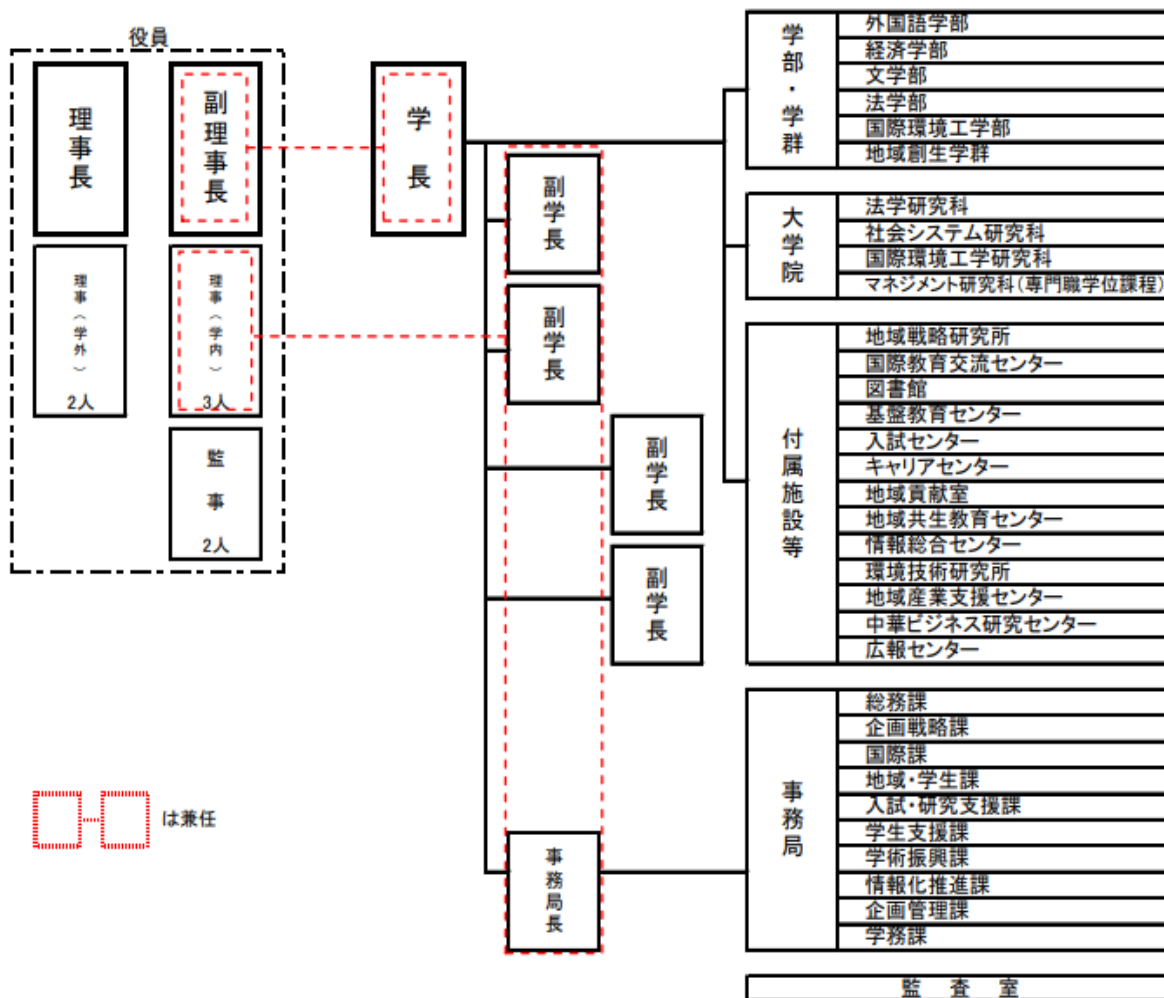 役員
理事長
副理事長
理事（学外）
2人
理事（学内）
3人
監事
2人
は兼任
学長
副学長
副学長
副学長
副学長
事務局長
学部・学群
外国語学部
経済学部
文学部
法学部
国際環境工学部
地域創生学群
大学院
法学研究科
社会システム研究科
国際環境工学研究科
マネジメント研究科（専門職学位課程）
付属施設等
地域戦略研究所
国際教育交流センター
図書館
基盤教育センター
入試センター
キャリアセンター
地域貢献室
地域共生教育センター
情報総合センター
環境技術研究所
地域産業支援センター
中華ビジネス研究センター
広報センター
事務局
総務課
企画戦略課
国際課
地域・学生課
入試・研究支援課
学生支援課
学術振興課
情報化推進課
企画管理課
学務課
監査室